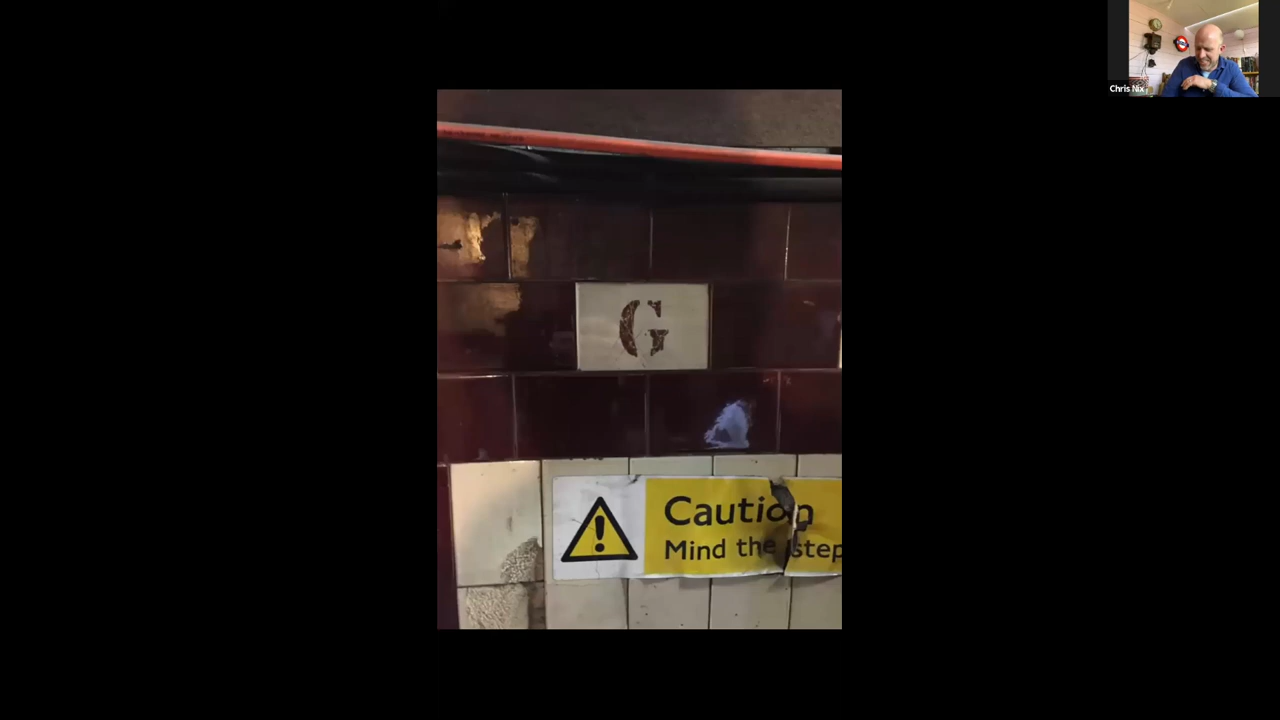 Chris Nix
G
Caution
Mind the step